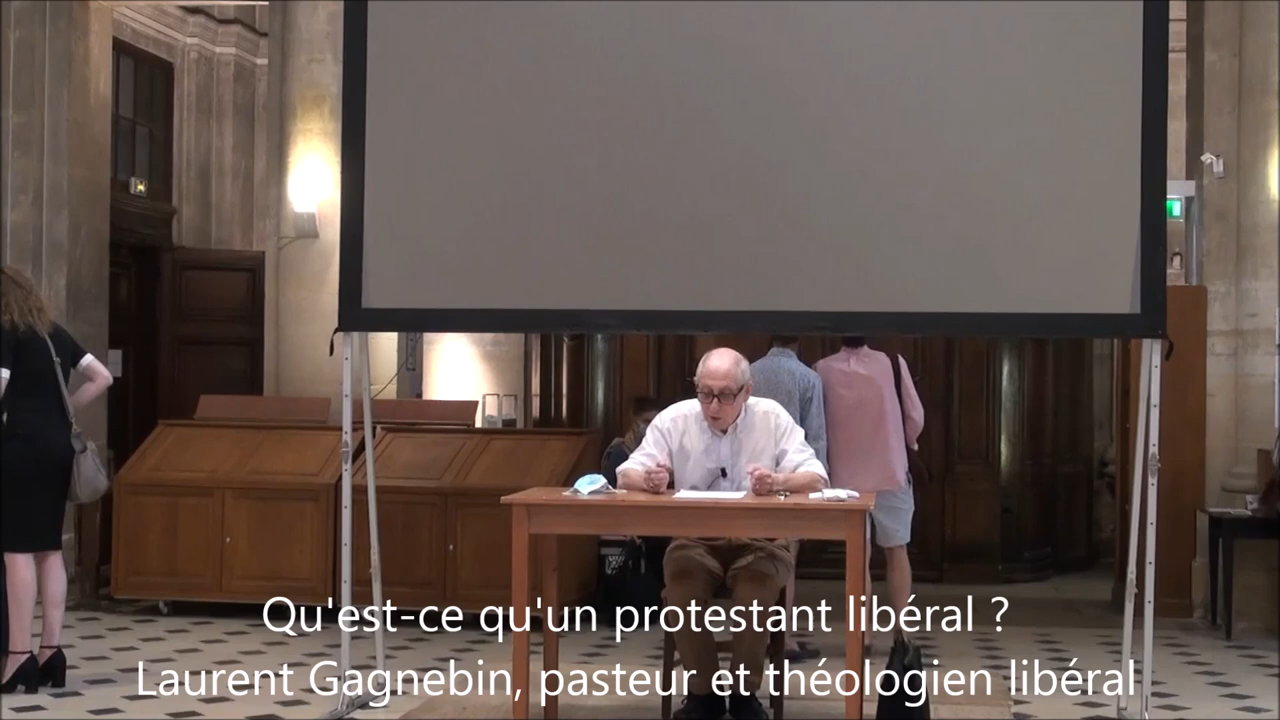 Qu'est-ce qu'un protestant libéral ?
Laurent Gagnebin, pasteur et théologien libéral